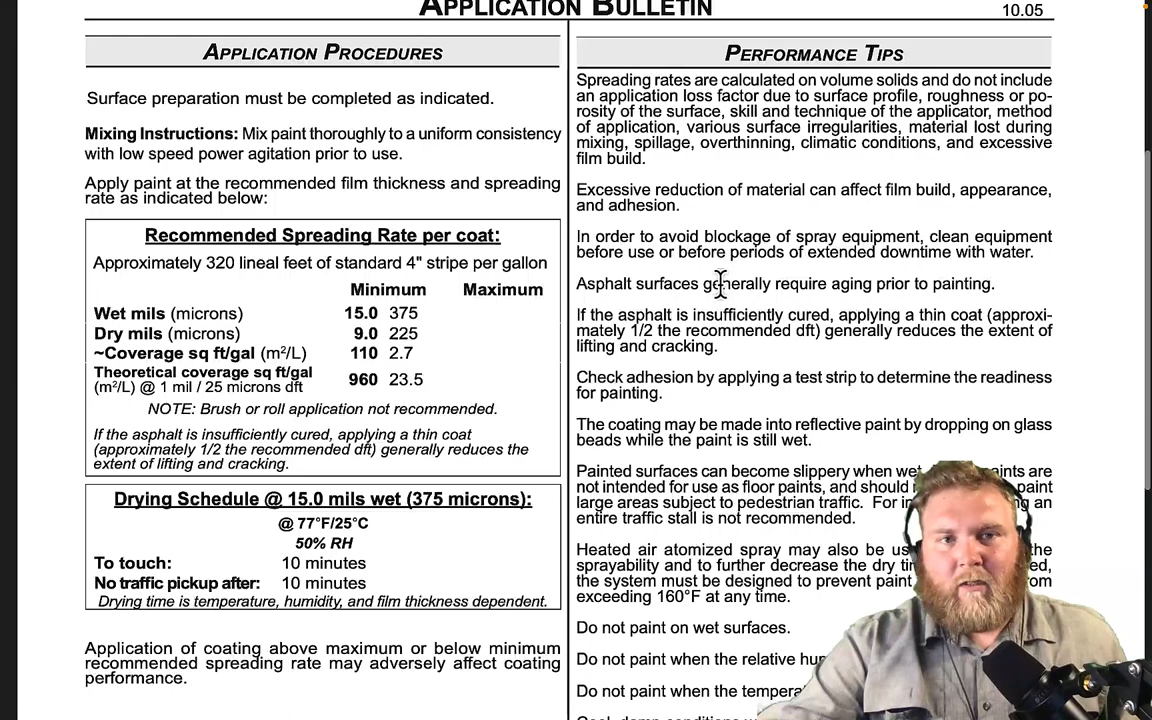 APPLICATION BULLETIN
10.05
APPLICATION PROCEDURES
Surface preparation must be completed as indicated.
Mixing Instructions: Mix paint thoroughly to a uniform consistency
with low speed power agitation prior to use.
Apply paint at the recommended film thickness and spreading
rate as indicated below:
Recommended Spreading Rate per coat:
Approximately 320 lineal feet of standard 4" stripe per gallon
Minimum Maximum
Wet mils (microns) 15.0 375
Dry mils (microns) 9.0 225
~Coverage sq ft/gal (m²/L) 110 2.7
Theoretical coverage sq ft/gal
(m²/L) @ 1 mil / 25 microns dft 960 23.5
NOTE: Brush or roll application not recommended.
If the asphalt is insufficiently cured, applying a thin coat
(approximately 1/2 the recommended dft) generally reduces the
extent of lifting and cracking.
Drying Schedule @ 15.0 mils wet (375 microns):
@ 77°F/25°C
50% RH
To touch: 10 minutes
No traffic pickup after: 10 minutes
Drying time is temperature, humidity, and film thickness dependent.
Application of coating above maximum or below minimum
recommended spreading rate may adversely affect coating
performance.
PERFORMANCE TIPS
Spreading rates are calculated on volume solids and do not include
an application loss factor due to surface profile, roughness or po-
rosity of the surface, skill and technique of the applicator, method
of application, various surface irregularities, material lost during
mixing, spillage, overthinning, climatic conditions, and excessive
film build.
Excessive reduction of material can affect film build, appearance,
and adhesion.
In order to avoid blockage of spray equipment, clean equipment
before use or before periods of extended downtime with water.
Asphalt surfaces generally require aging prior to painting.
If the asphalt is insufficiently cured, applying a thin coat (approxi-
mately 1/2 the recommended dft) generally reduces the extent of
lifting and cracking.
Check adhesion by applying a test strip to determine the readiness
for painting.
The coating may be made into reflective paint by dropping on glass
beads while the paint is still wet.
Painted surfaces can become slippery when wet. are
not intended for use as floor paints, and should paint
large areas subject to pedestrian traffic. For an
entire traffic stall is not recommended.
Heated air atomized spray may also be the
sprayability and to further decrease the dry
the system must be designed to prevent paint
exceeding 160°F at any time.
Do not paint on wet surfaces.
Do not paint when the relative
Do not paint when the